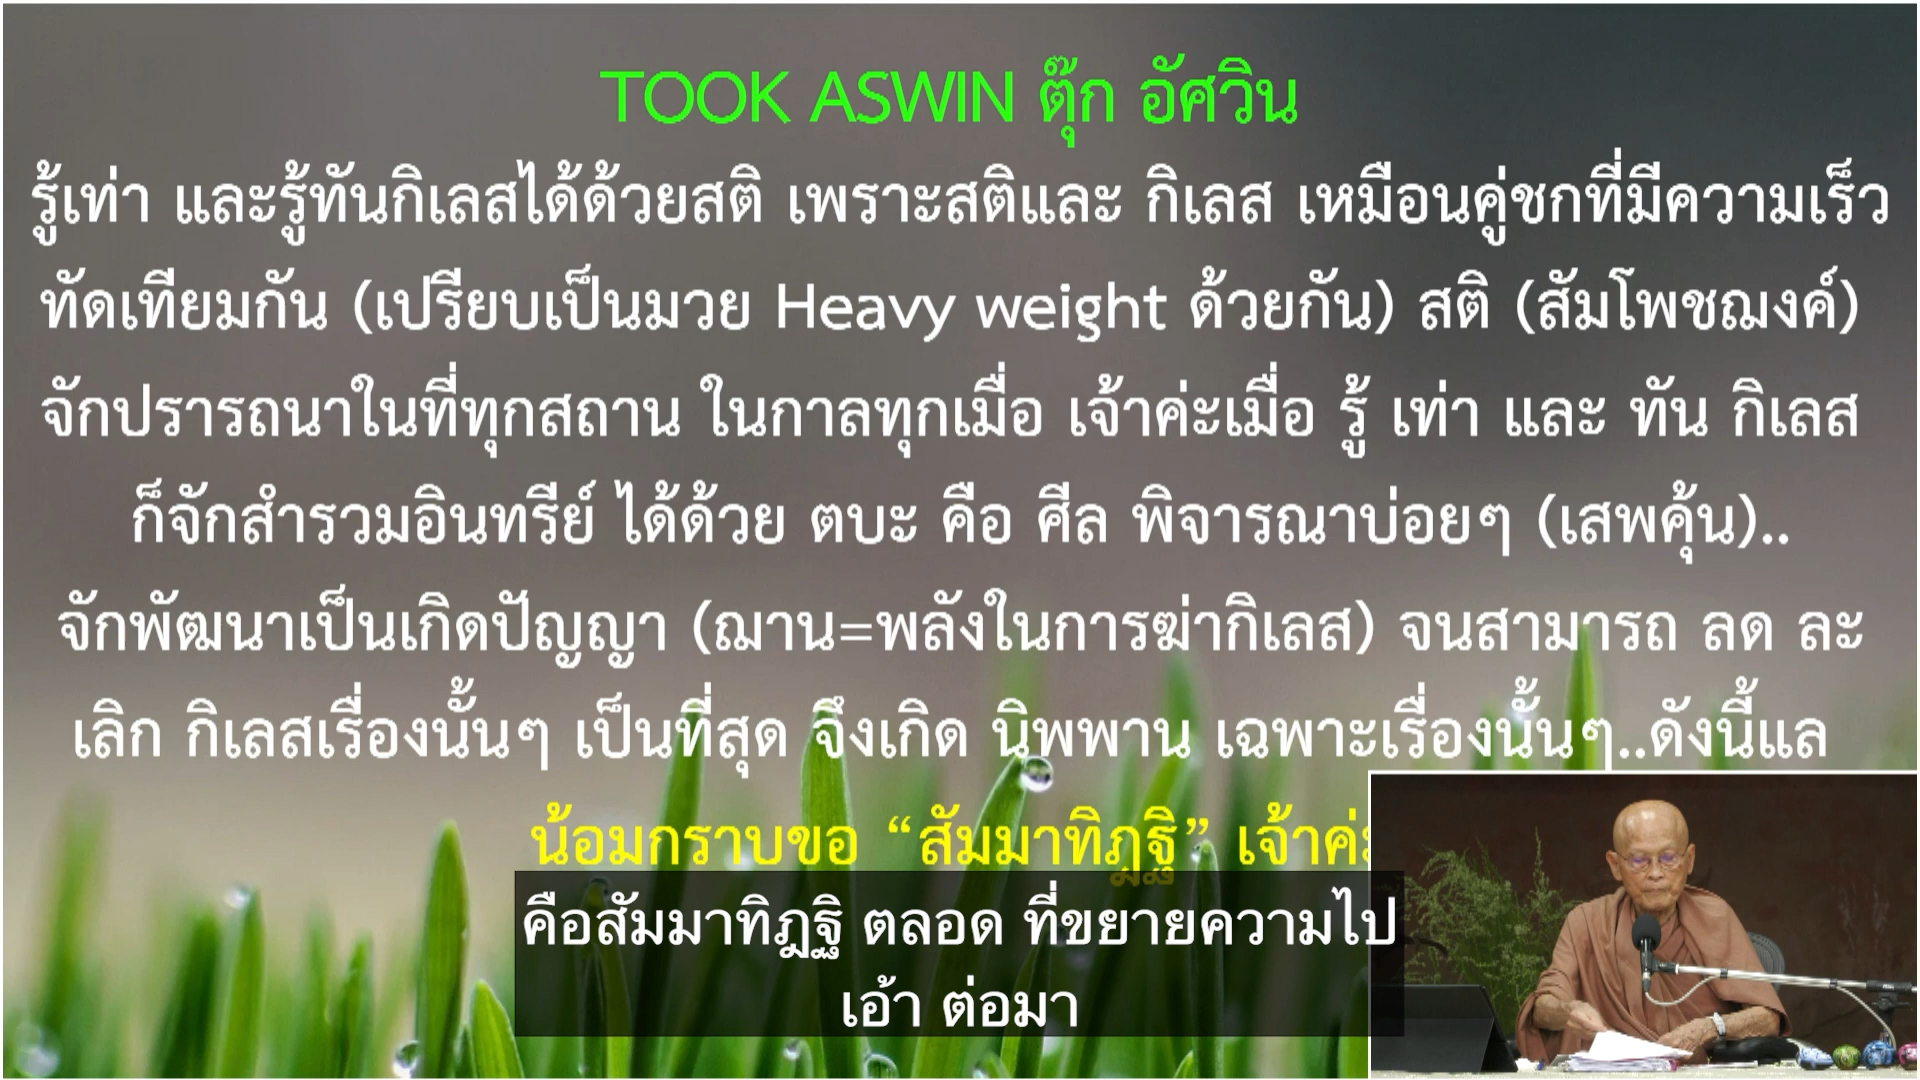 TOOK ASWIN ตุ๊ก อัศวิน
รู้เท่า และรู้ทันกิเลสได้ด้วยสติ เพราะสติและ กิเลส เหมือนคู่ชกที่มีความเร็ว
ทัดเทียมกัน (เปรียบเป็นมวย Heavy weight ด้วยกัน) สติ (สัมโพชฌงค์)
จักปรารถนาในที่ทุกสถาน ในกาลทุกเมื่อ เจ้าค่ะเมื่อ รู้ เท่า และ ทัน กิเลส
ก็จักสำรวมอินทรีย์ ได้ด้วย ตบะ คือ ศีล พิจารณาบ่อยๆ (เสพคุ้น)..
จักพัฒนาเป็นเกิดปัญญา (ฌาน=พลังในการฆ่ากิเลส) จนสามารถ ลด ละ
เลิก กิเลสเรื่องนั้นๆ เป็นที่สุด จึงเกิด นิพพาน เฉพาะเรื่องนั้นๆ..ดังนี้แล
น้อมกราบขอ “สัมมาทิฏฐิ” เจ้าค่ะ
คือสัมมาทิฏฐิ ตลอด ที่ขยายความไป
เอ้า ต่อมา